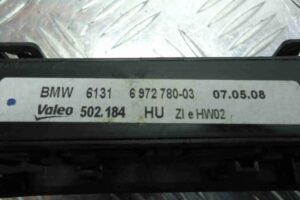 BMW 6131 6 972 780-03 07.05.08
Valeo 502.184 HU ZI e HW02